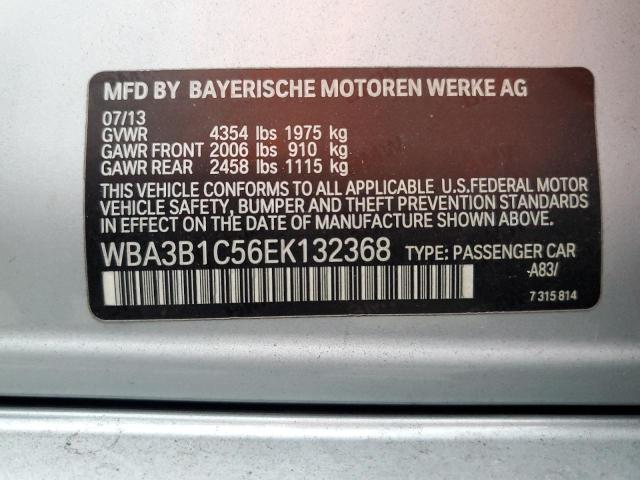 MFD BY BAYERISCHE MOTOREN WERKE AG
07/13
GVWR 4354 lbs 1975 kg
GAWR FRONT 2006 lbs 910 kg
GAWR REAR 2458 lbs 1115 kg
THIS VEHICLE CONFORMS TO ALL APPLICABLE U.S.FEDERAL MOTOR
VEHICLE SAFETY, BUMPER AND THEFT PREVENTION STANDARDS
IN EFFECT ON THE DATE OF MANUFACTURE SHOWN ABOVE.
WBA3B1C56EK132368 TYPE: PASSENGER CAR
-A83/
7 315 814